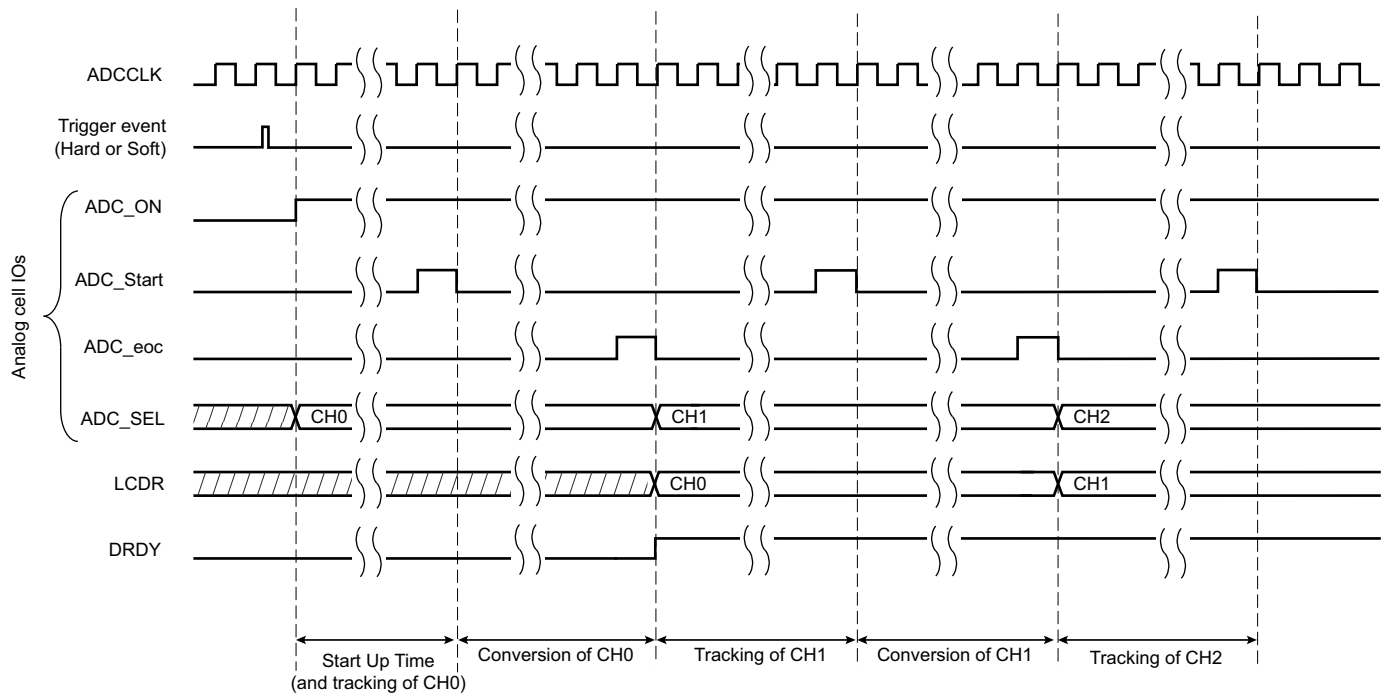 ADCCLK
Trigger event
(Hard or Soft)
ADC_ON
ADC_Start
Analog cell IOs
ADC_eoc
ADC_SEL
CH0
CH1
CH2
LCDR
CH0
CH1
DRDY
Start Up Time
(and tracking of CH0)
Conversion of CH0
Tracking of CH1
Conversion of CH1
Tracking of CH2